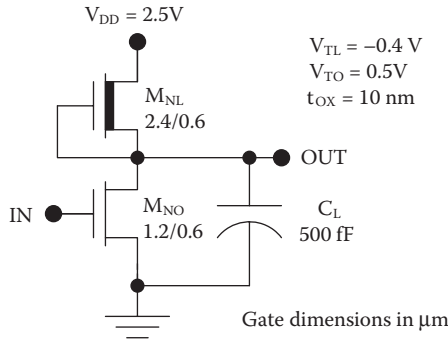 V_DD = 2.5V
V_TL = −0.4 V
V_TO = 0.5V
t_OX = 10 nm
M_NL
2.4/0.6
OUT
IN
M_NO
1.2/0.6
C_L
500 fF
Gate dimensions in μm